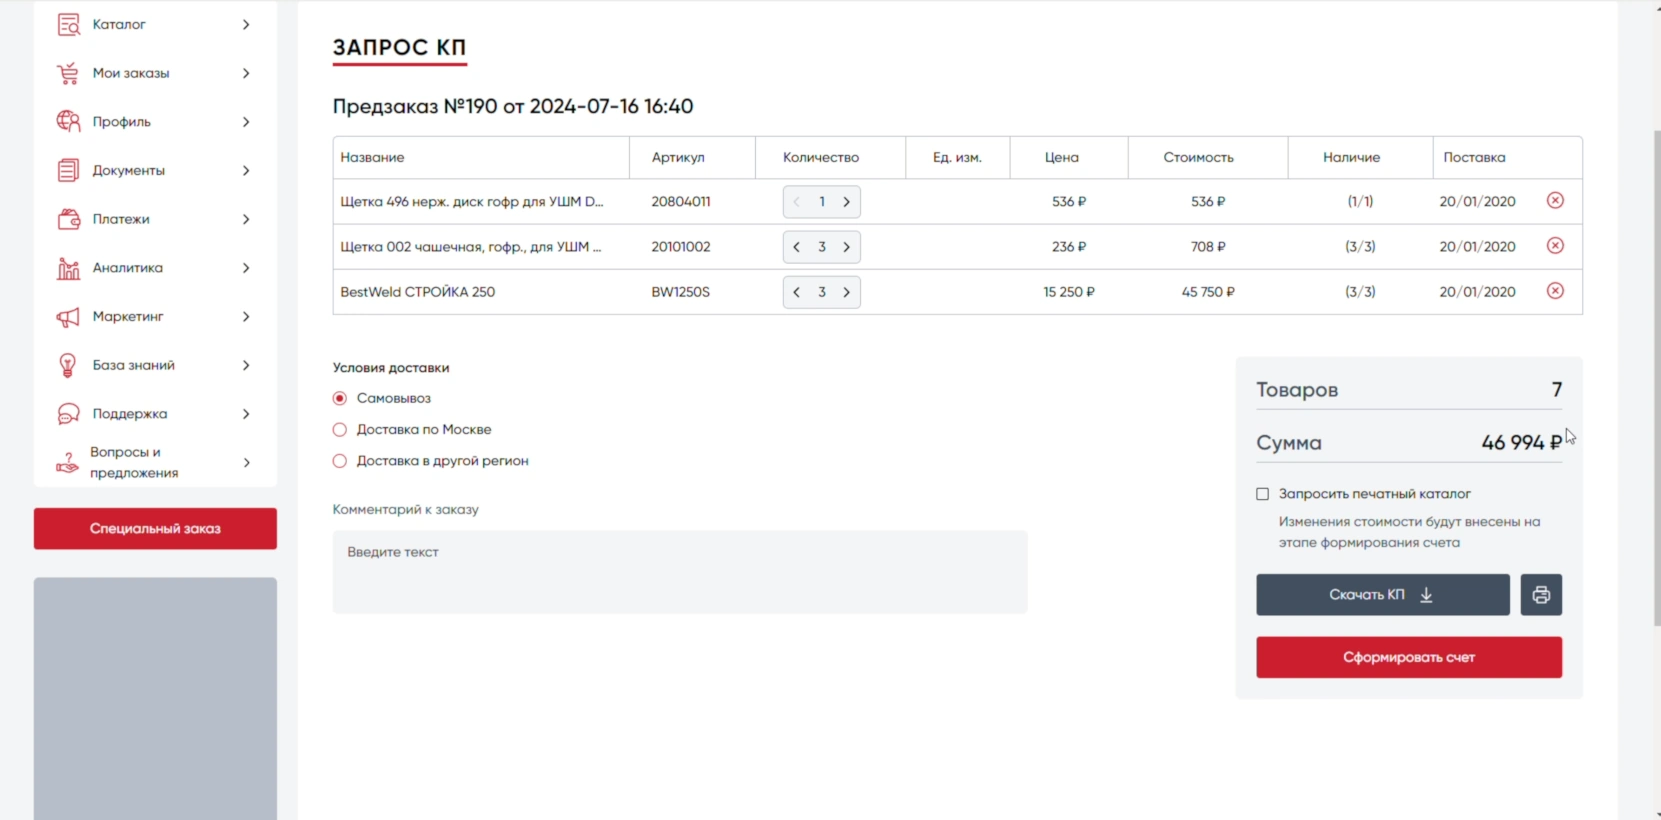 Каталог
Мои заказы
Профиль
Документы
Платежи
Аналитика
Маркетинг
База знаний
Поддержка
Вопросы и
предложения
Специальный заказ
ЗАПРОС КП
Предзаказ №190 от 2024-07-16 16:40
Название Артикул Количество Ед. изм. Цена Стоимость Наличие Поставка
Щетка 496 нерж. диск гофр для УШМ D... 20804011 1 536 ₽ 536 ₽ (1/1) 20/01/2020
Щетка 002 чашечная, гофр., для УШМ ... 20101002 3 236 ₽ 708 ₽ (3/3) 20/01/2020
BestWeld СТРОЙКА 250 BW1250S 3 15 250 ₽ 45 750 ₽ (3/3) 20/01/2020
Условия доставки
Самовывоз
Доставка по Москве
Доставка в другой регион
Комментарий к заказу
Введите текст
Товаров 7
Сумма 46 994 ₽
Запросить печатный каталог
Изменения стоимости будут внесены на
этапе формирования счета
Скачать КП
Сформировать счет